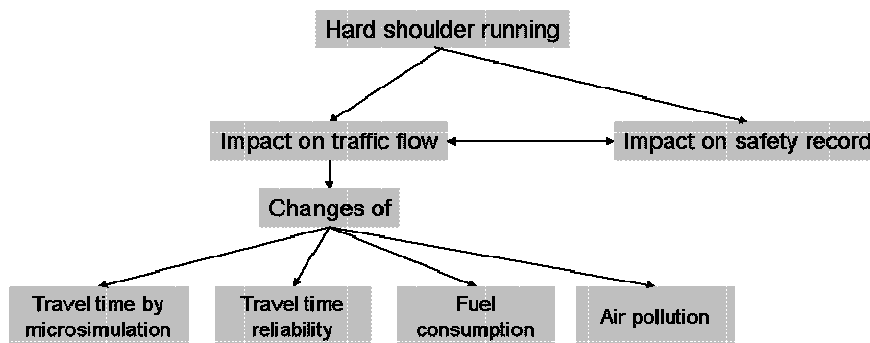 Hard shoulder running
Impact on traffic flow
Impact on safety record
Changes of
Travel time by
microsimulation
Travel time
reliability
Fuel
consumption
Air pollution